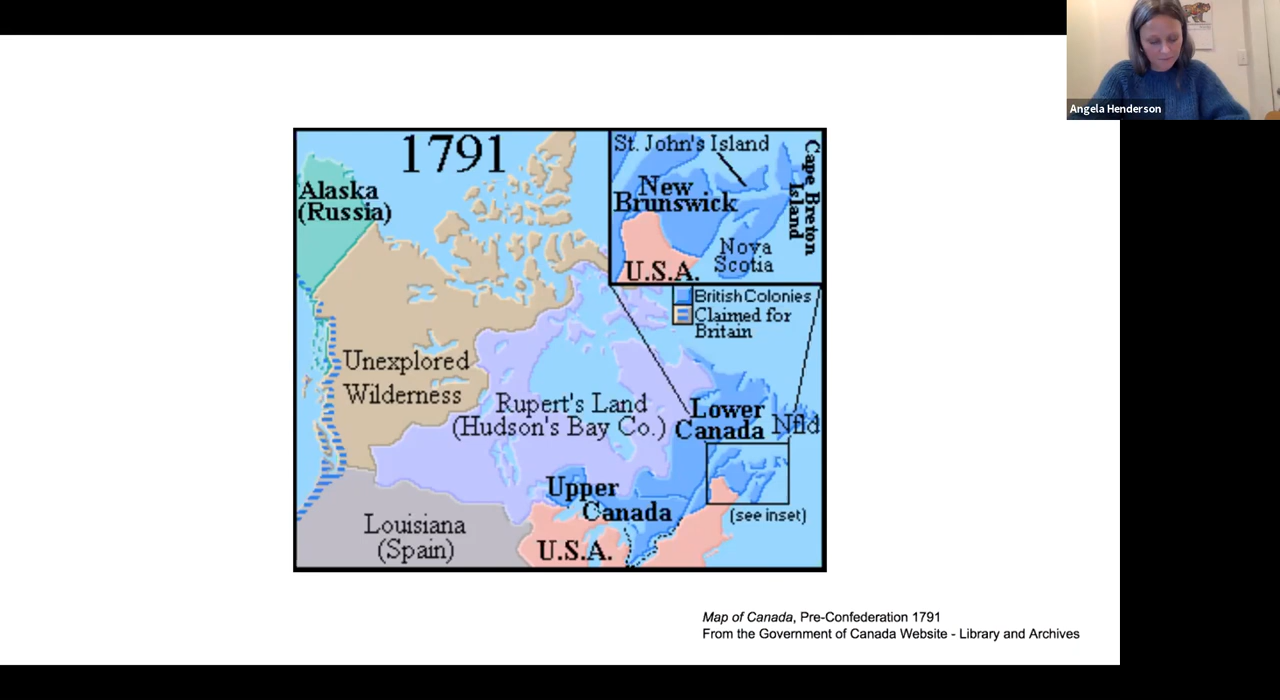 Angela Henderson
1791
Alaska
(Russia)
St. John's Island
New
Brunswick
Cape Breton
Island
Nova
Scotia
U.S.A.
British Colonies
Claimed for
Britain
Unexplored
Wilderness
Rupert's Land
(Hudson's Bay Co.)
Lower
Canada
Nfld
Upper
Canada
(see inset)
Louisiana
(Spain)
U.S.A.
Map of Canada, Pre-Confederation 1791
From the Government of Canada Website - Library and Archives